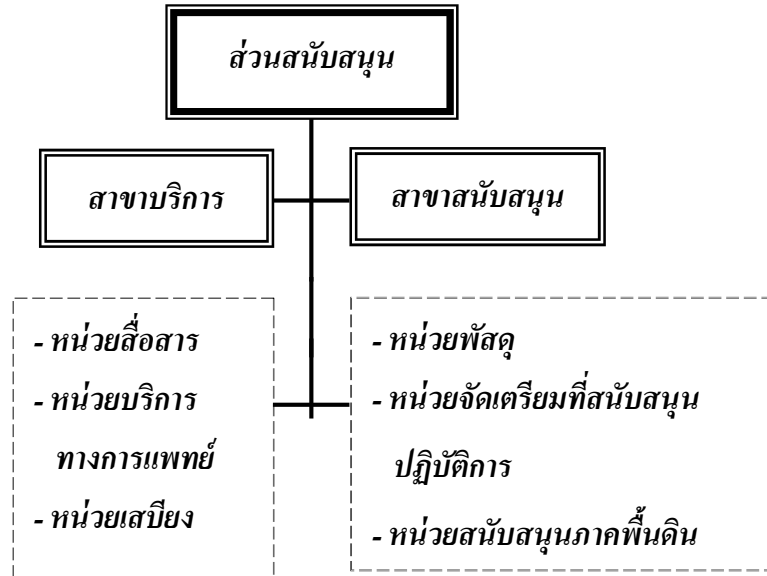 ส่วนสนับสนุน
สาขาบริการ
สาขาสนับสนุน
- หน่วยสื่อสาร
- หน่วยบริการ
ทางการแพทย์
- หน่วยเสบียง
- หน่วยพัสดุ
- หน่วยจัดเตรียมที่สนับสนุน
ปฏิบัติการ
- หน่วยสนับสนุนภาคพื้นดิน